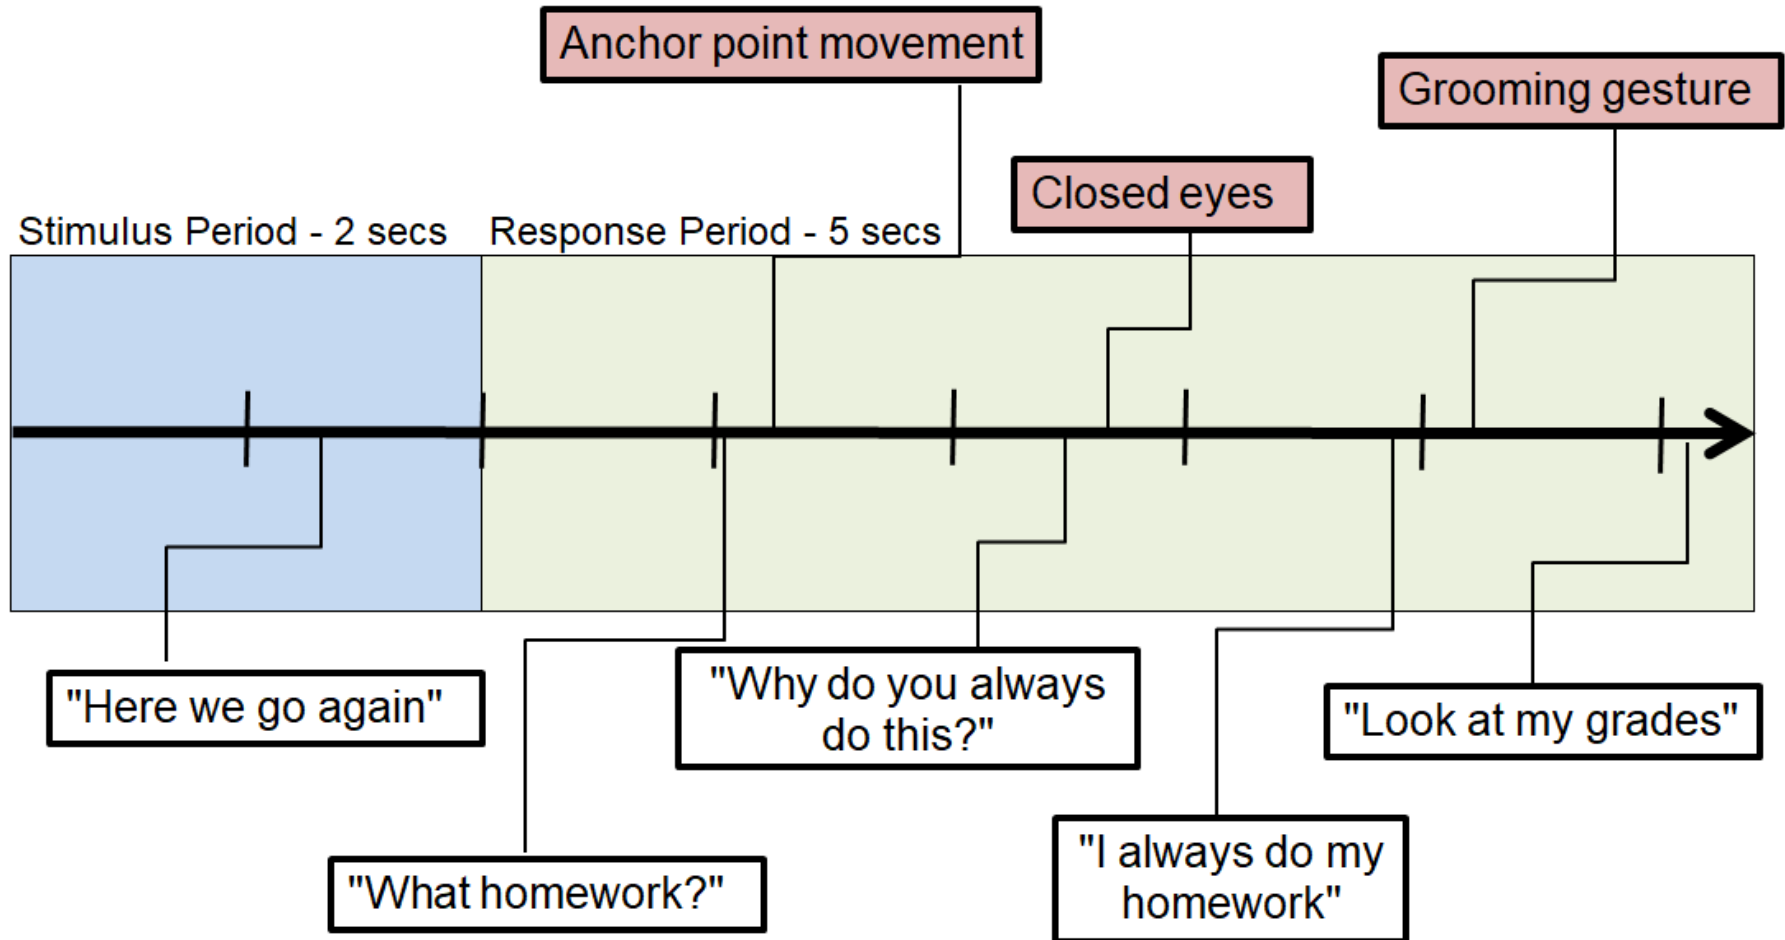 Anchor point movement
Grooming gesture
Closed eyes
Stimulus Period - 2 secs
Response Period - 5 secs
"Here we go again"
"Why do you always
do this?"
"Look at my grades"
"What homework?"
"I always do my
homework"